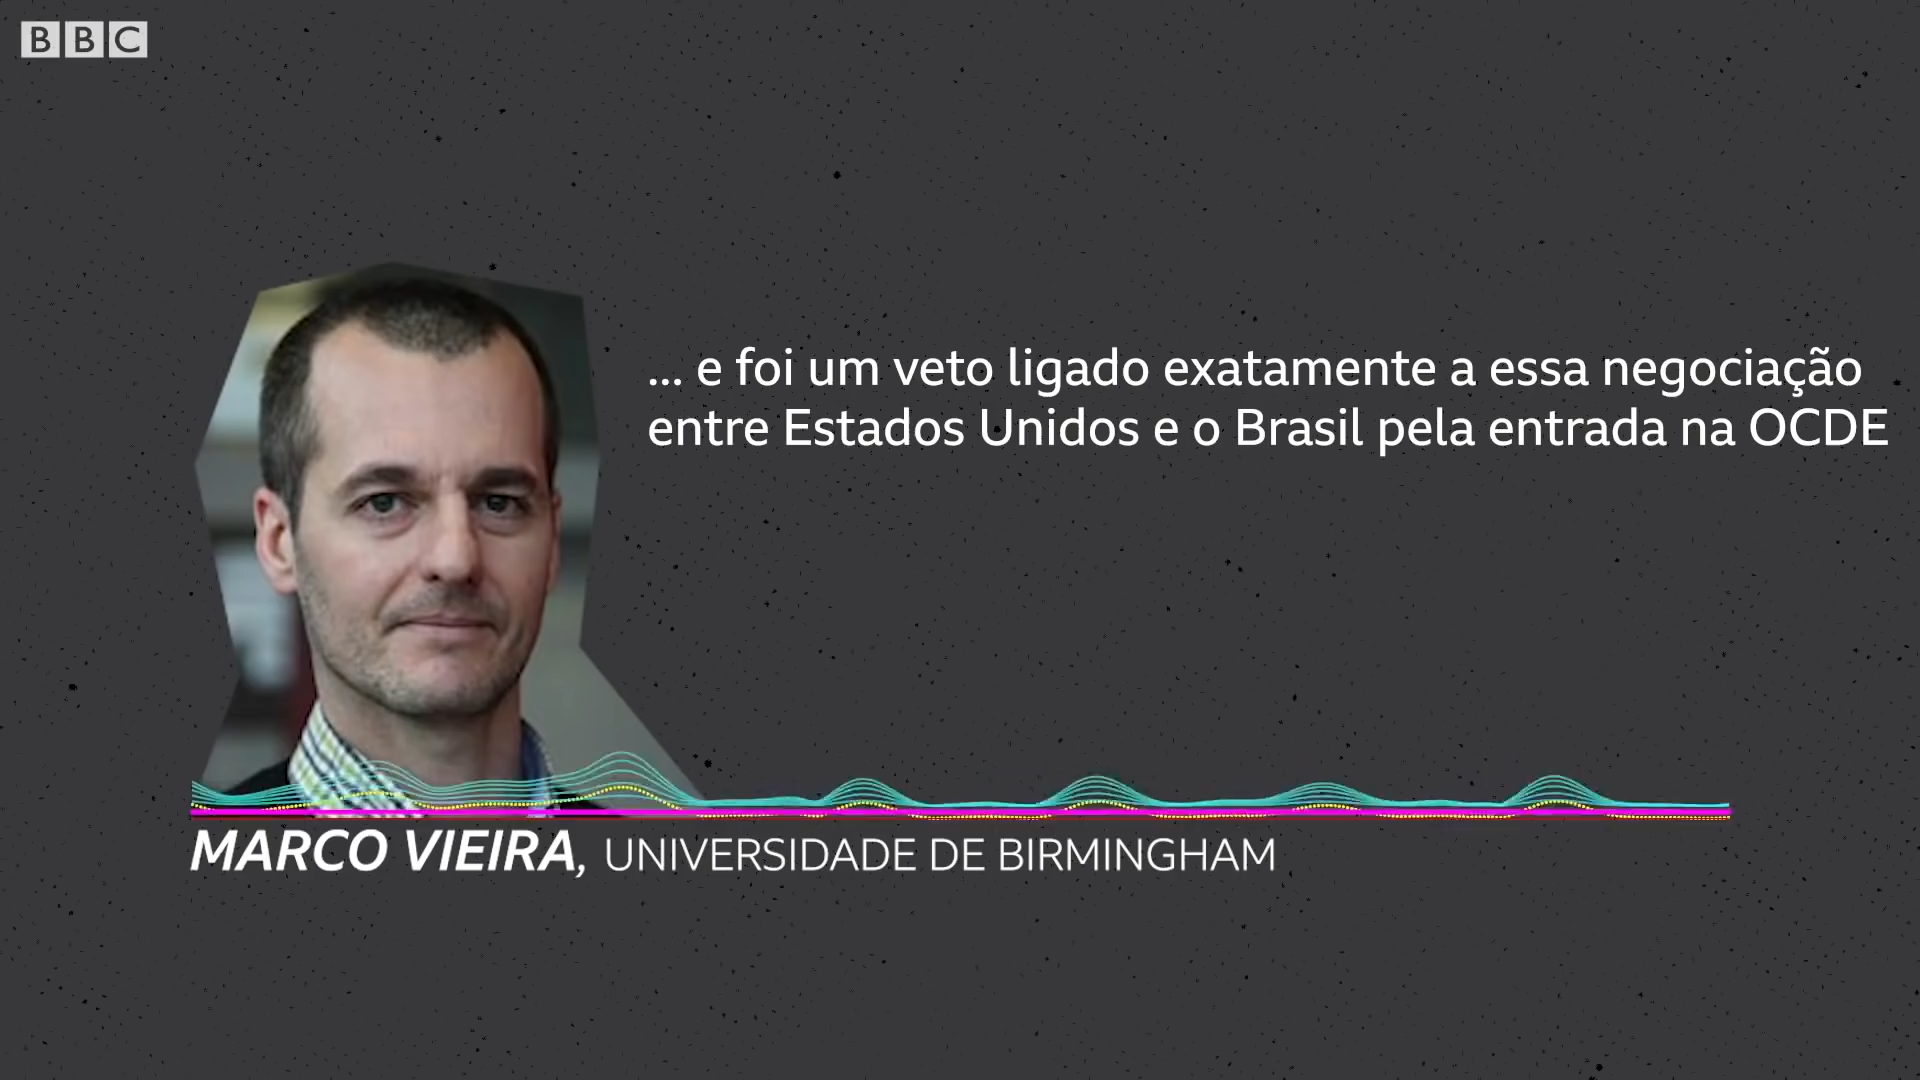 BBC
... e foi um veto ligado exatamente a essa negociação
entre Estados Unidos e o Brasil pela entrada na OCDE
MARCO VIEIRA, UNIVERSIDADE DE BIRMINGHAM